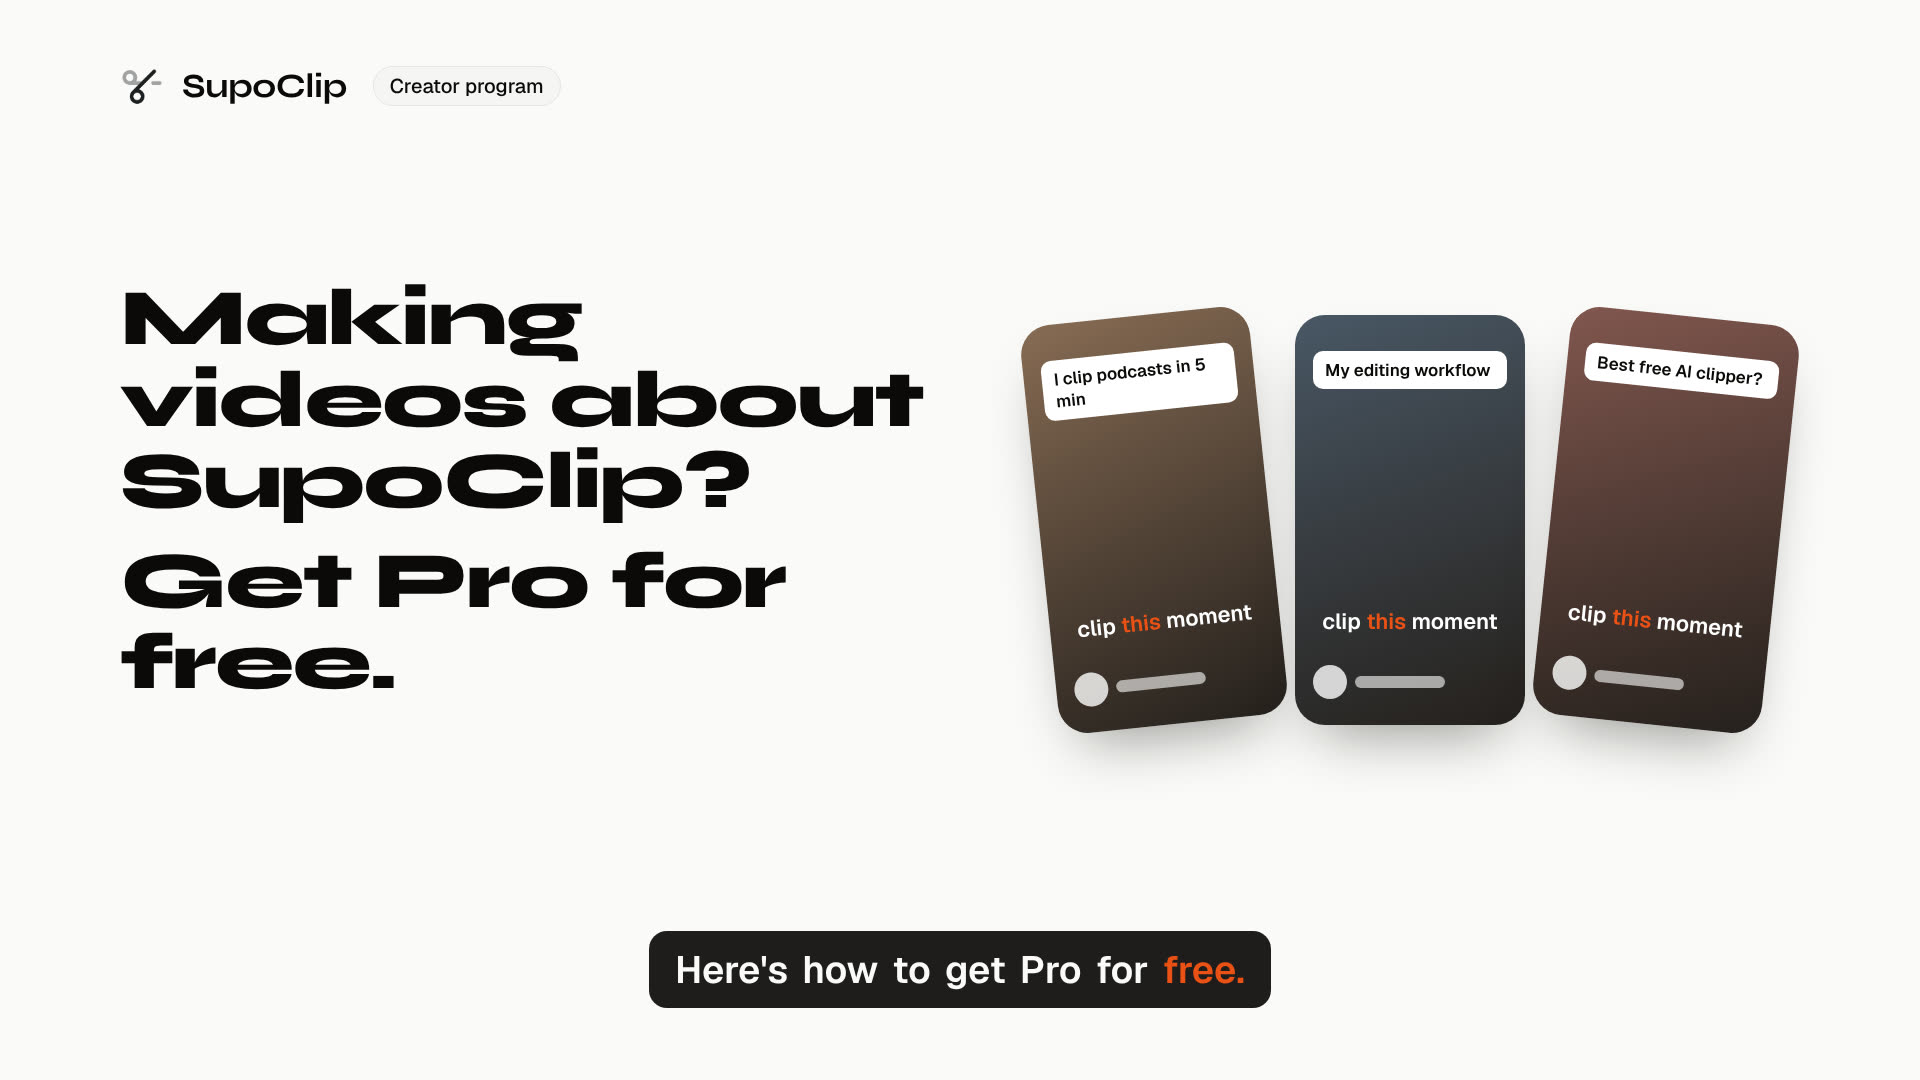 SupoClip
Creator program
Making
videos about
SupoClip?
Get Pro for
free.
I clip podcasts in 5
min
clip this moment
My editing workflow
clip this moment
Best free AI clipper?
clip this moment
Here's how to get Pro for free.